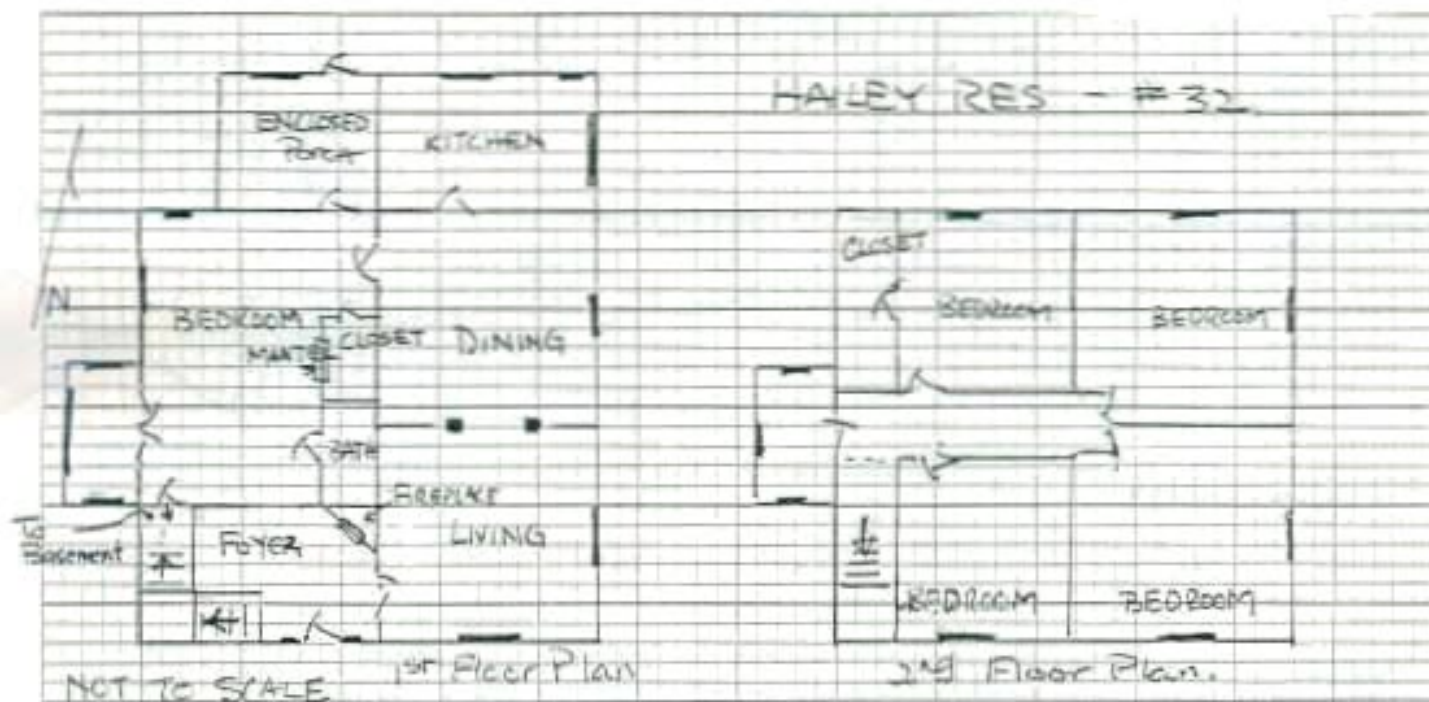 HAILEY RES - #32.
ENCLOSED
PORCH
KITCHEN
N
BEDROOM
MANTEL
CLOSET
DINING
BATH
FIREPLACE
LIVING
FOYER
Basement
1st Floor Plan
NOT TO SCALE
CLOSET
BEDROOM
BEDROOM
BEDROOM
BEDROOM
2nd Floor Plan.